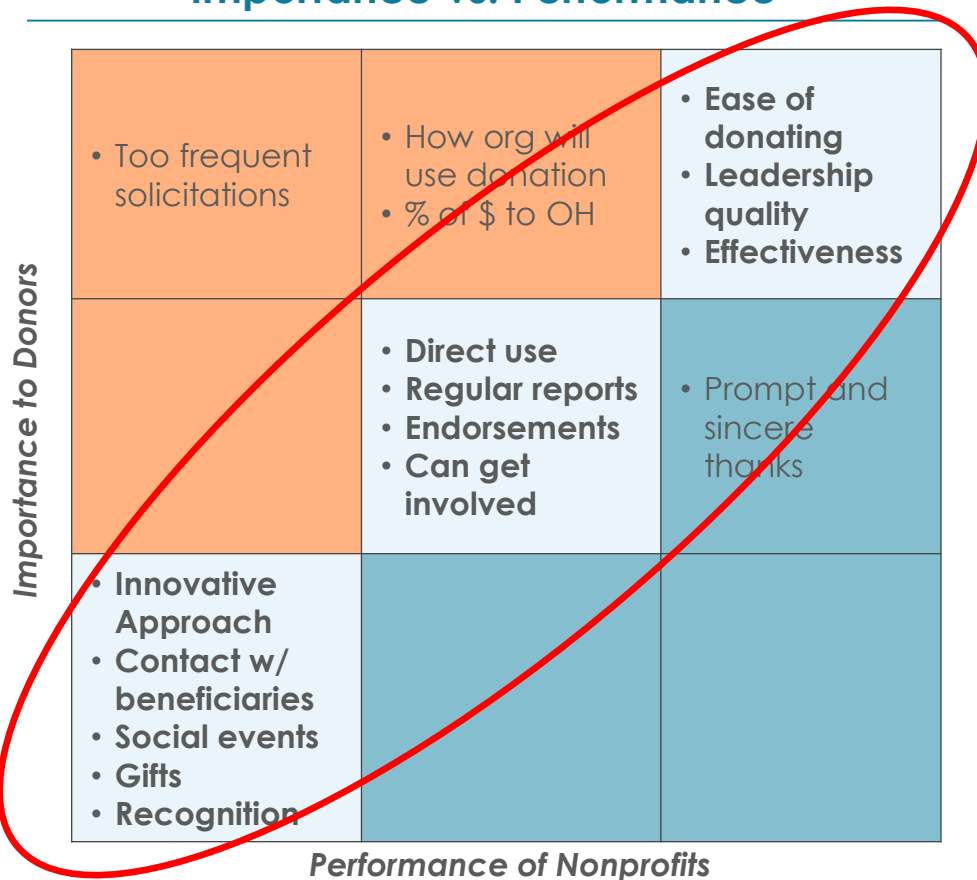 Importance vs. Performance
• Too frequent
solicitations
• How org will
use donation
• % of $ to OH
• Ease of
donating
• Leadership
quality
• Effectiveness
Importance to Donors
• Direct use
• Regular reports
• Endorsements
• Can get
involved
• Prompt and
sincere
thanks
• Innovative
Approach
• Contact w/
beneficiaries
• Social events
• Gifts
• Recognition
Performance of Nonprofits